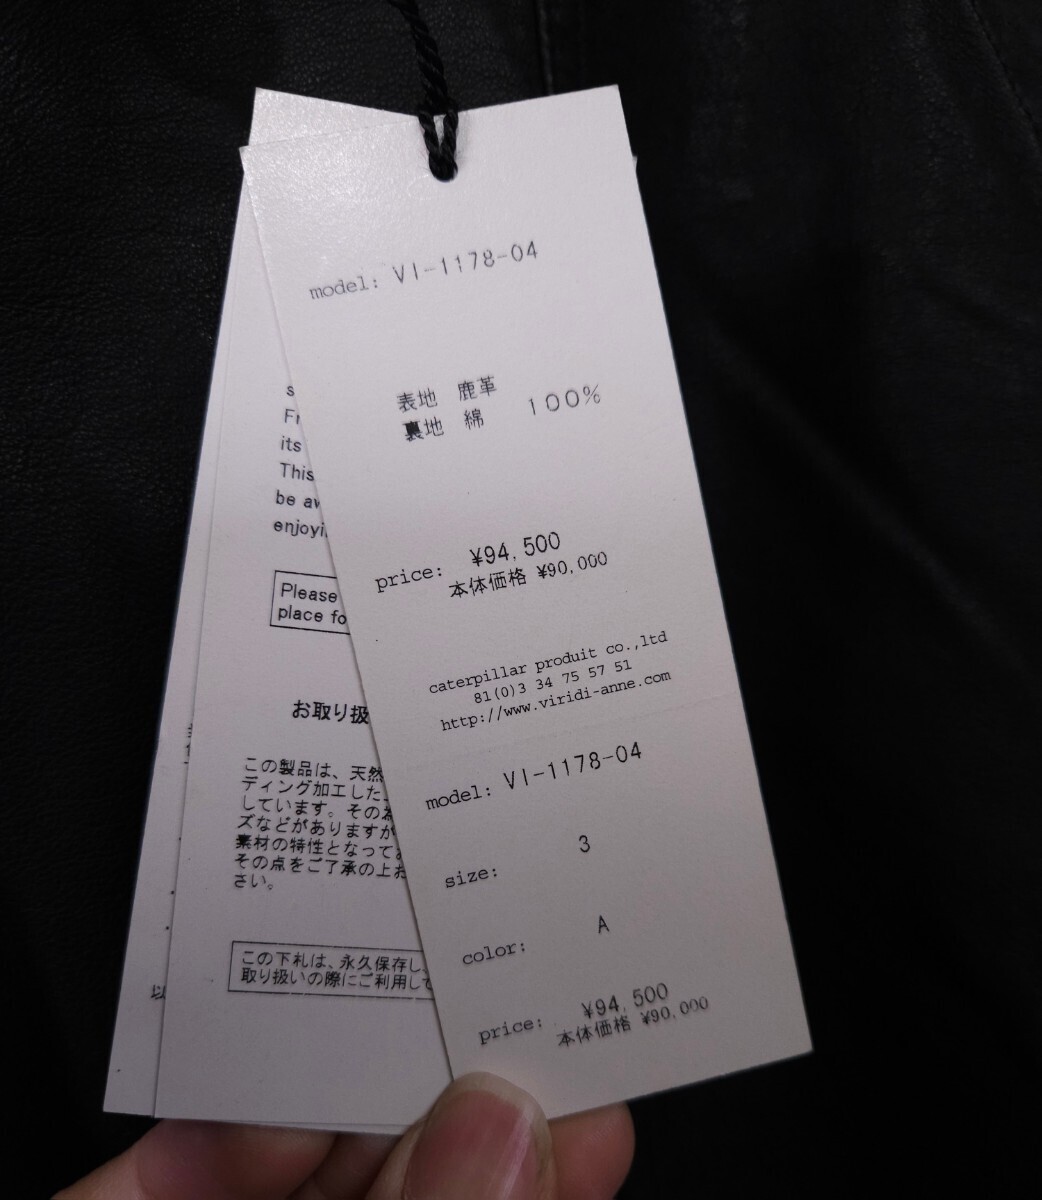 model: VI-1178-04
表地 鹿革
裏地 綿 100%
price: ¥94,500
本体価格 ¥90,000
caterpillar produit co.,ltd
81(0)3 34 75 57 51
http://www.viridi-anne.com
model: VI-1178-04
size: 3
color: A
price: ¥94,500
本体価格 ¥90,000
its
This
be
Please
place
お取り扱
この製品は、天然
ディング加工した
しています。その為
ズなどがありますが
素材の特性となって
その点をご了承の上お
さい。
この下札は、永久保存し、
取り扱いの際にご利用して
以